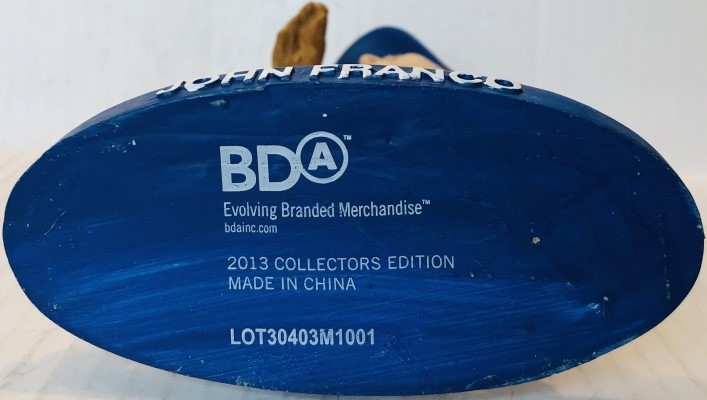 JOHN FRANCO
BDA™
Evolving Branded Merchandise™
bdainc.com
2013 COLLECTORS EDITION
MADE IN CHINA
LOT30403M1001